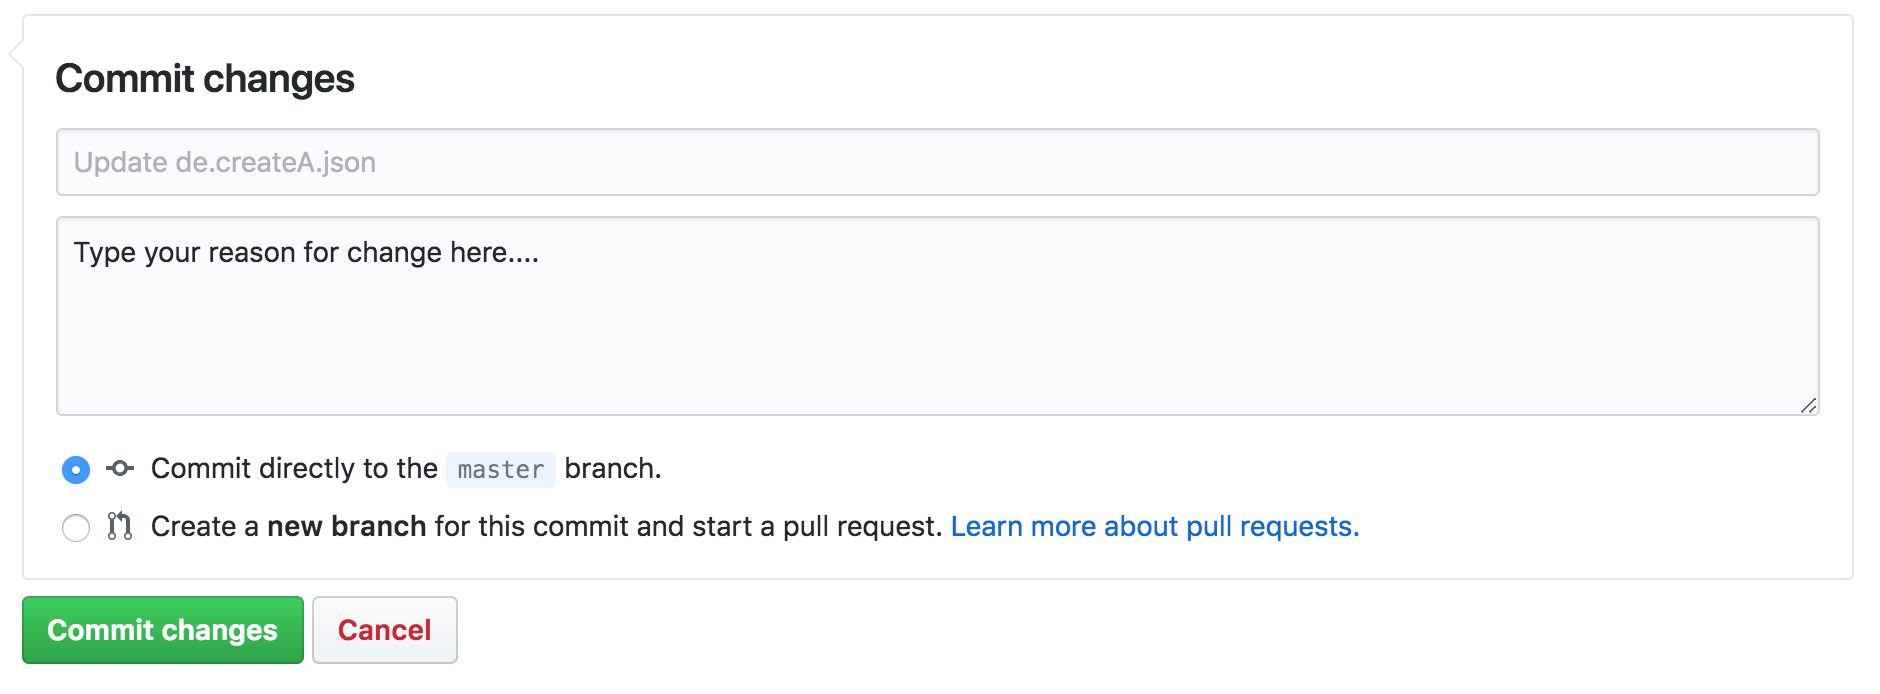 Commit changes
Update de.createA.json
Type your reason for change here....
Commit directly to the master branch.
Create a new branch for this commit and start a pull request. Learn more about pull requests.
Commit changes Cancel